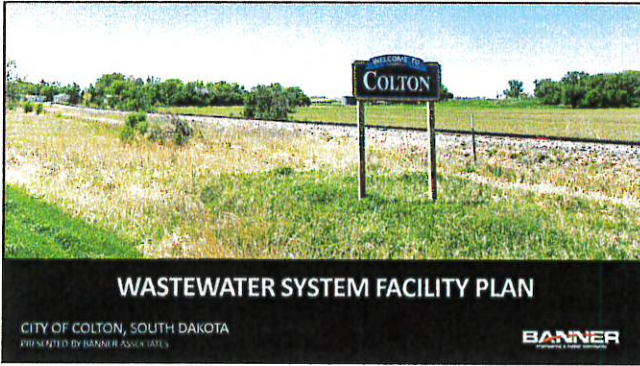 WELCOME TO
COLTON
WASTEWATER SYSTEM FACILITY PLAN
CITY OF COLTON, SOUTH DAKOTA
PRESENTED BY BANNER ASSOCIATES
BANNER